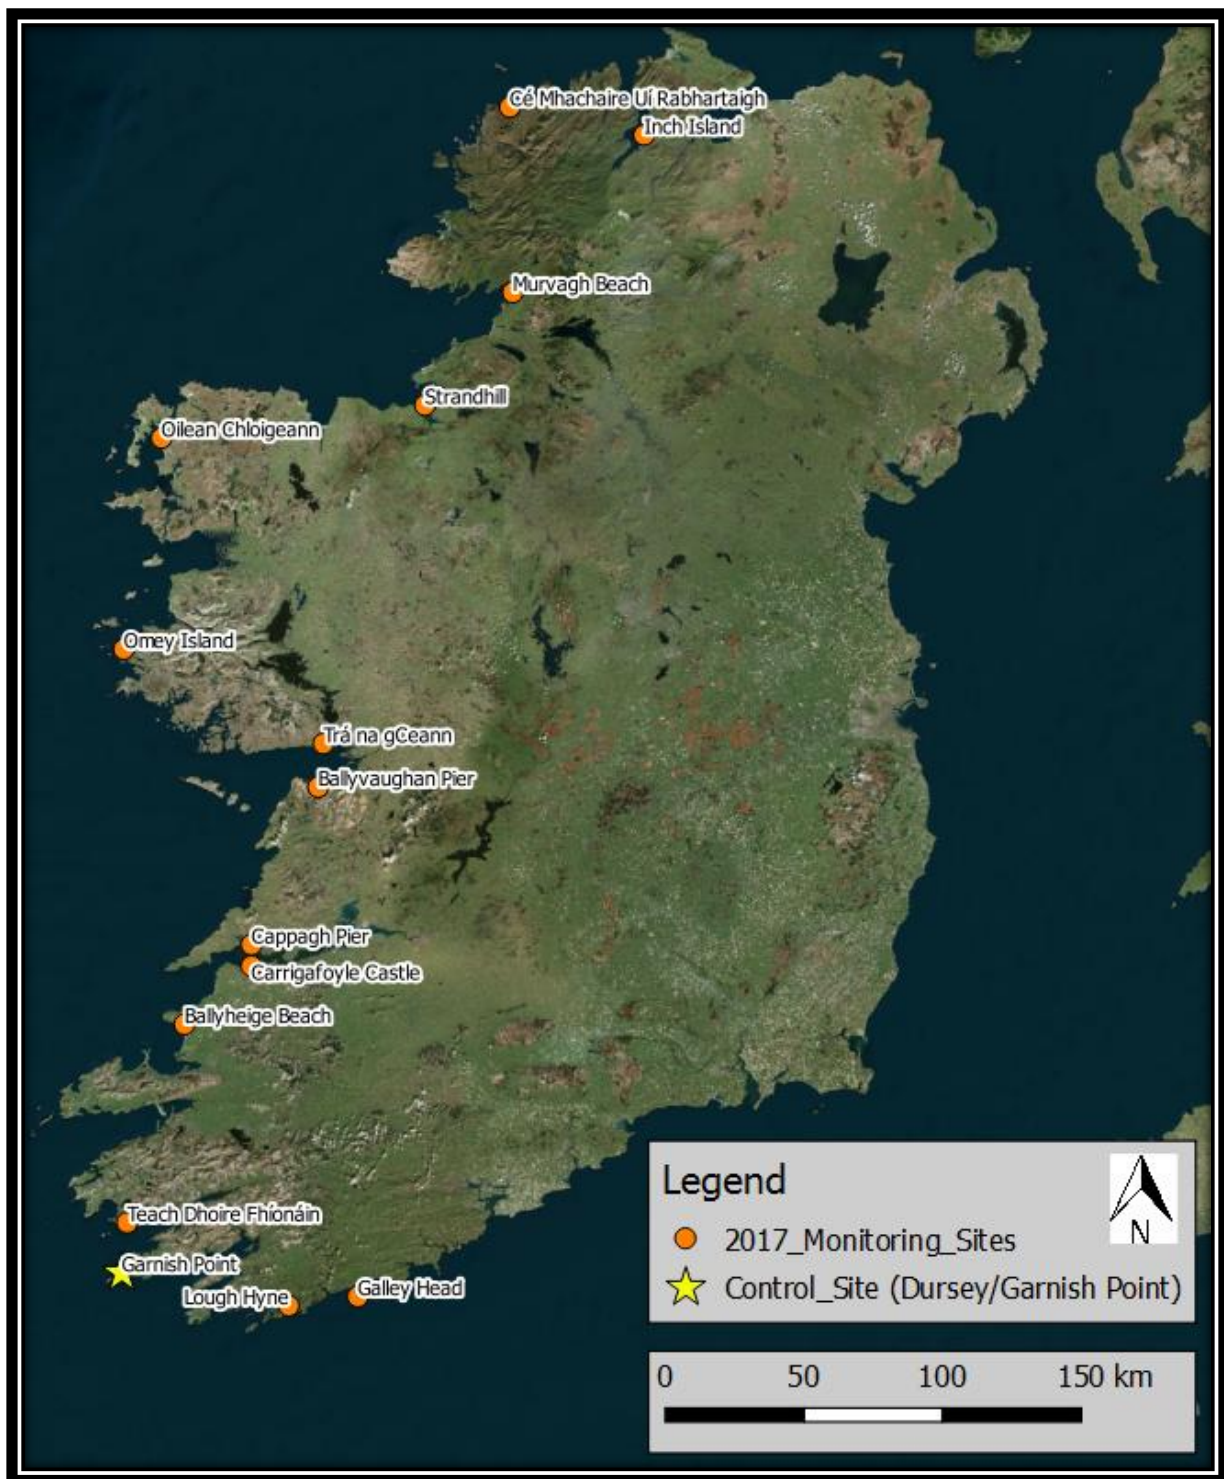 Cé Mhachaire Uí Rabhartaigh
Inch Island
Murvagh Beach
Strandhill
Oilean Chloigeann
Omey Island
Trá na gCeann
Ballyvaughan Pier
Cappagh Pier
Carrigafoyle Castle
Ballyheige Beach
Teach Dhoire Fhíonáin
Garnish Point
Lough Hyne
Galley Head
Legend
N
2017_Monitoring_Sites
Control_Site (Dursey/Garnish Point)
0 50 100 150 km